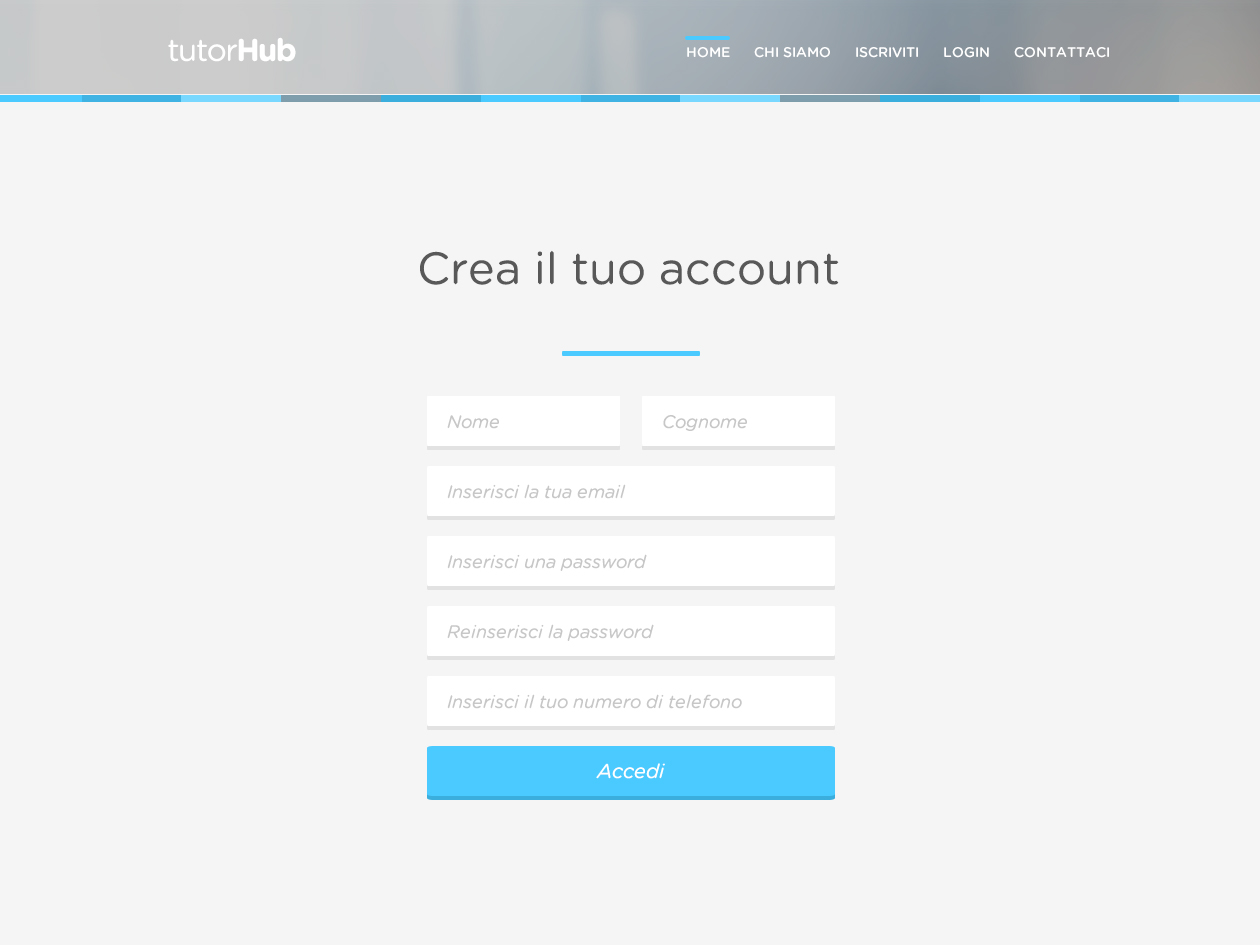 tutorHub
HOME CHI SIAMO ISCRIVITI LOGIN CONTATTACI
Crea il tuo account
Nome Cognome
Inserisci la tua email
Inserisci una password
Reinserisci la password
Inserisci il tuo numero di telefono
Accedi